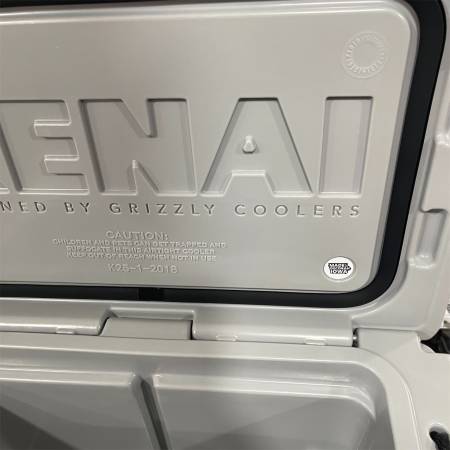 ENAI
NED BY GRIZZLY COOLERS
CAUTION:
CHILDREN AND PETS CAN GET TRAPPED AND
SUFFOCATE IN THIS AIRTIGHT COOLER
KEEP OUT OF REACH WHEN NOT IN USE
K25-1-2018
IOWA